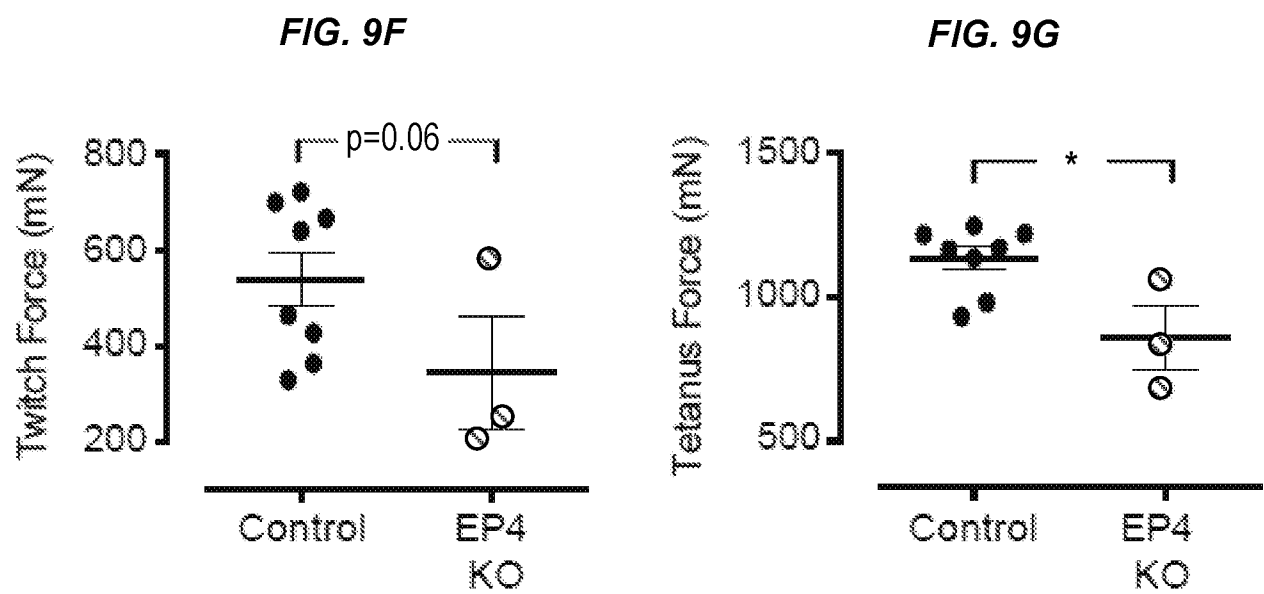 FIG. 9F
p=0.06
Twitch Force (mN)
800
600
400
200
Control
EP4
KO
FIG. 9G
*
Tetanus Force (mN)
1500
1000
500
Control
EP4
KO